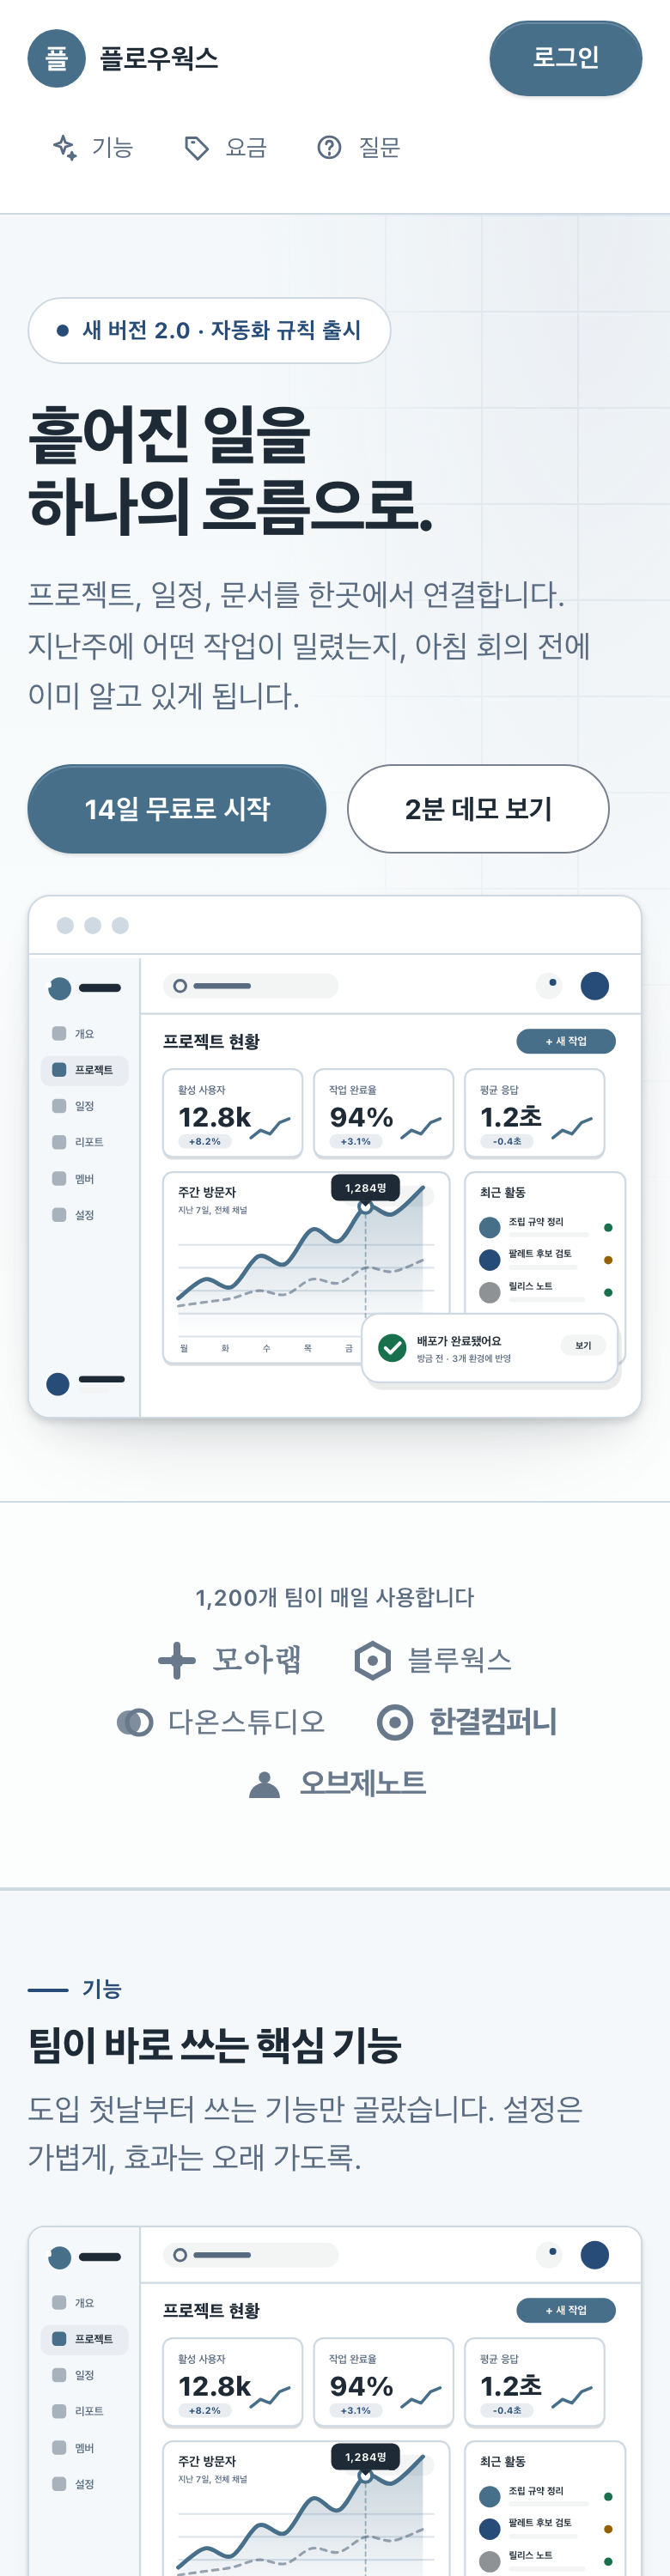 플 플로우웍스
로그인
기능 요금 질문
새 버전 2.0 · 자동화 규칙 출시
흩어진 일을
하나의 흐름으로.
프로젝트, 일정, 문서를 한곳에서 연결합니다.
지난주에 어떤 작업이 밀렸는지, 아침 회의 전에
이미 알고 있게 됩니다.
14일 무료로 시작
2분 데모 보기
개요
프로젝트
일정
리포트
멤버
설정
프로젝트 현황
+ 새 작업
활성 사용자
12.8k
+8.2%
작업 완료율
94%
+3.1%
평균 응답
1.2초
-0.4초
주간 방문자
지난 7일, 전체 채널
1,284명
월 화 수 목 금
최근 활동
조립 규약 정리
팔레트 후보 검토
릴리스 노트
배포가 완료됐어요
방금 전 · 3개 환경에 반영
보기
1,200개 팀이 매일 사용합니다
모아랩 블루웍스
다온스튜디오 한결컴퍼니
오브제노트
기능
팀이 바로 쓰는 핵심 기능
도입 첫날부터 쓰는 기능만 골랐습니다. 설정은
가볍게, 효과는 오래 가도록.
개요
프로젝트
일정
리포트
멤버
설정
프로젝트 현황
+ 새 작업
활성 사용자
12.8k
+8.2%
작업 완료율
94%
+3.1%
평균 응답
1.2초
-0.4초
주간 방문자
지난 7일, 전체 채널
1,284명
최근 활동
조립 규약 정리
팔레트 후보 검토
릴리스 노트